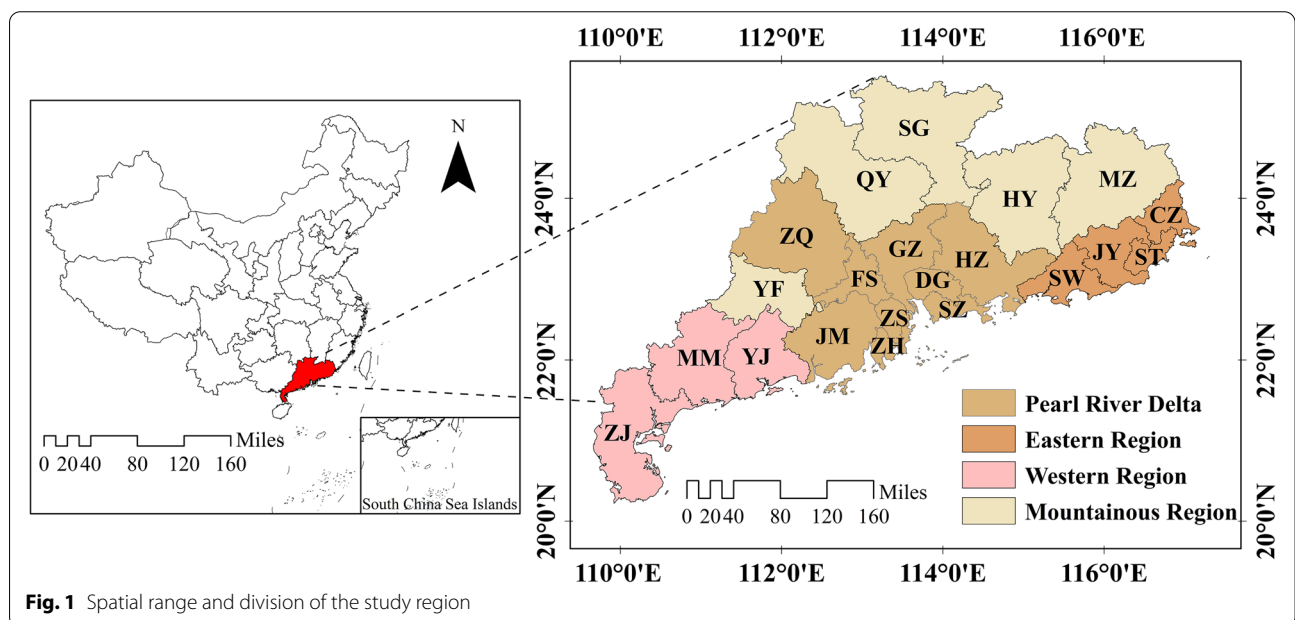 110°0'E 112°0'E 114°0'E 116°0'E
N
24°0'N
22°0'N
20°0'N
SG
QY
HY
MZ
CZ
ZQ
GZ
HZ
JY
ST
FS
DG
SW
YF
SZ
ZS
JM
ZH
MM
YJ
ZJ
Miles
0 20 40 80 120 160
South China Sea Islands
Miles
0 20 40 80 120 160
Pearl River Delta
Eastern Region
Western Region
Mountainous Region
24°0'N
22°0'N
20°0'N
110°0'E 112°0'E 114°0'E 116°0'E
Fig. 1 Spatial range and division of the study region